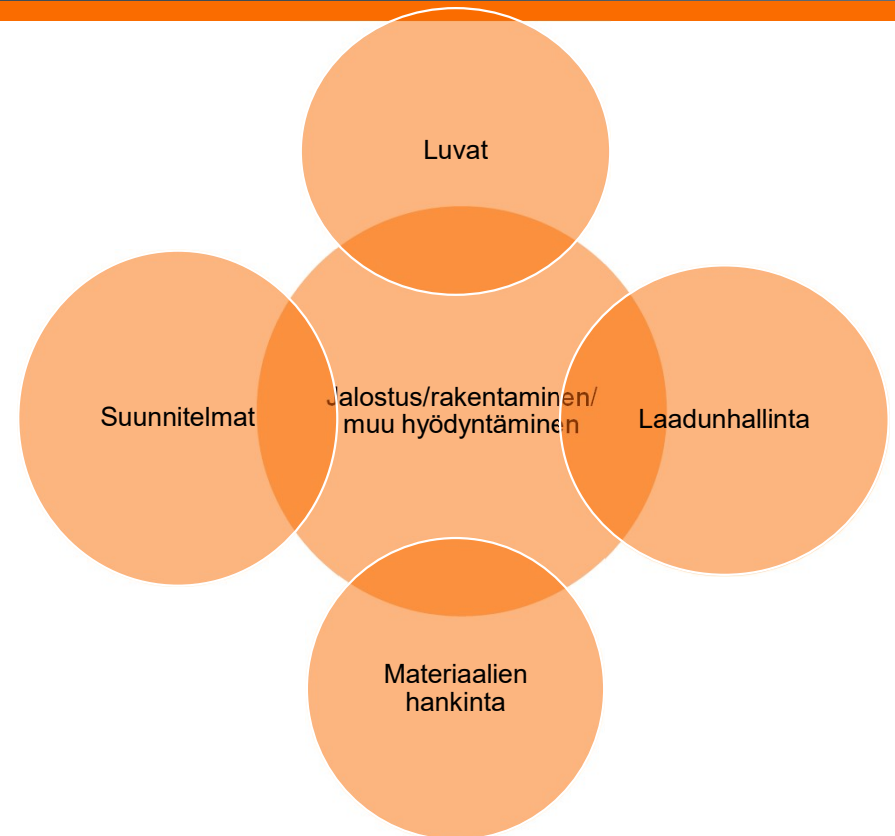 Luvat
Suunnitelmat
Jalostus/rakentaminen/
muu hyödyntäminen
Laadunhallinta
Materiaalien
hankinta